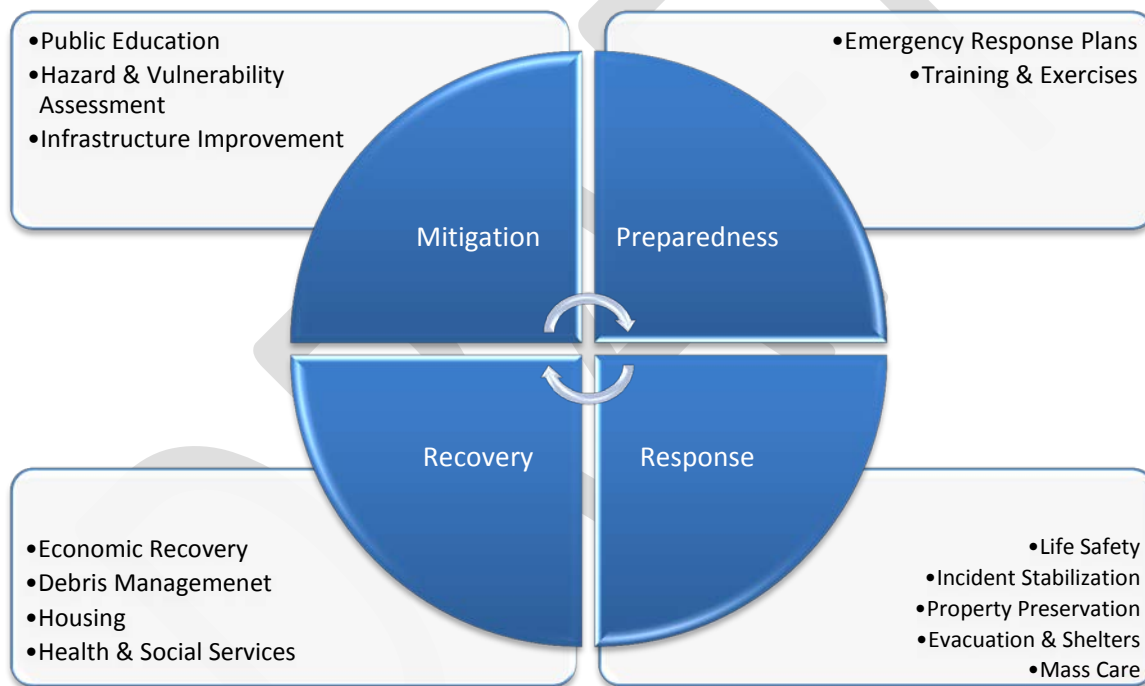 •Public Education
•Hazard & Vulnerability
Assessment
•Infrastructure Improvement
•Emergency Response Plans
•Training & Exercises
Mitigation
Preparedness
Recovery
Response
•Economic Recovery
•Debris Managemenet
•Housing
•Health & Social Services
•Life Safety
•Incident Stabilization
•Property Preservation
•Evacuation & Shelters
•Mass Care